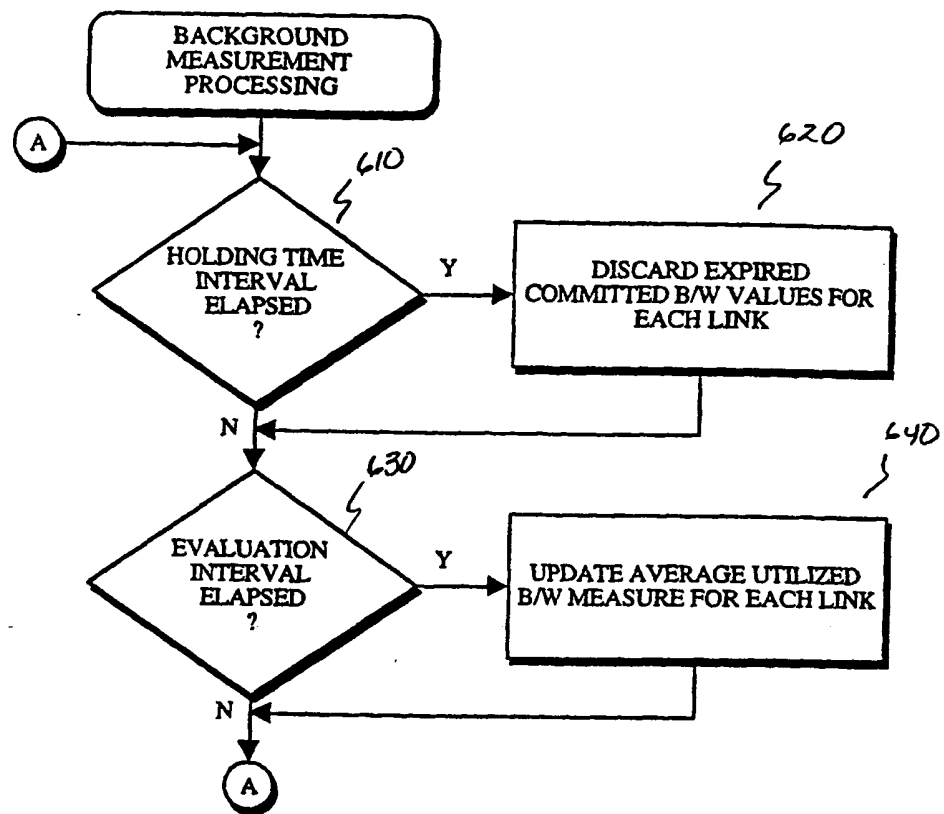 BACKGROUND
MEASUREMENT
PROCESSING
A
610
620
HOLDING TIME
INTERVAL
ELAPSED
?
Y
DISCARD EXPIRED
COMMITTED B/W VALUES FOR
EACH LINK
N
630
640
EVALUATION
INTERVAL
ELAPSED
?
Y
UPDATE AVERAGE UTILIZED
B/W MEASURE FOR EACH LINK
N
A